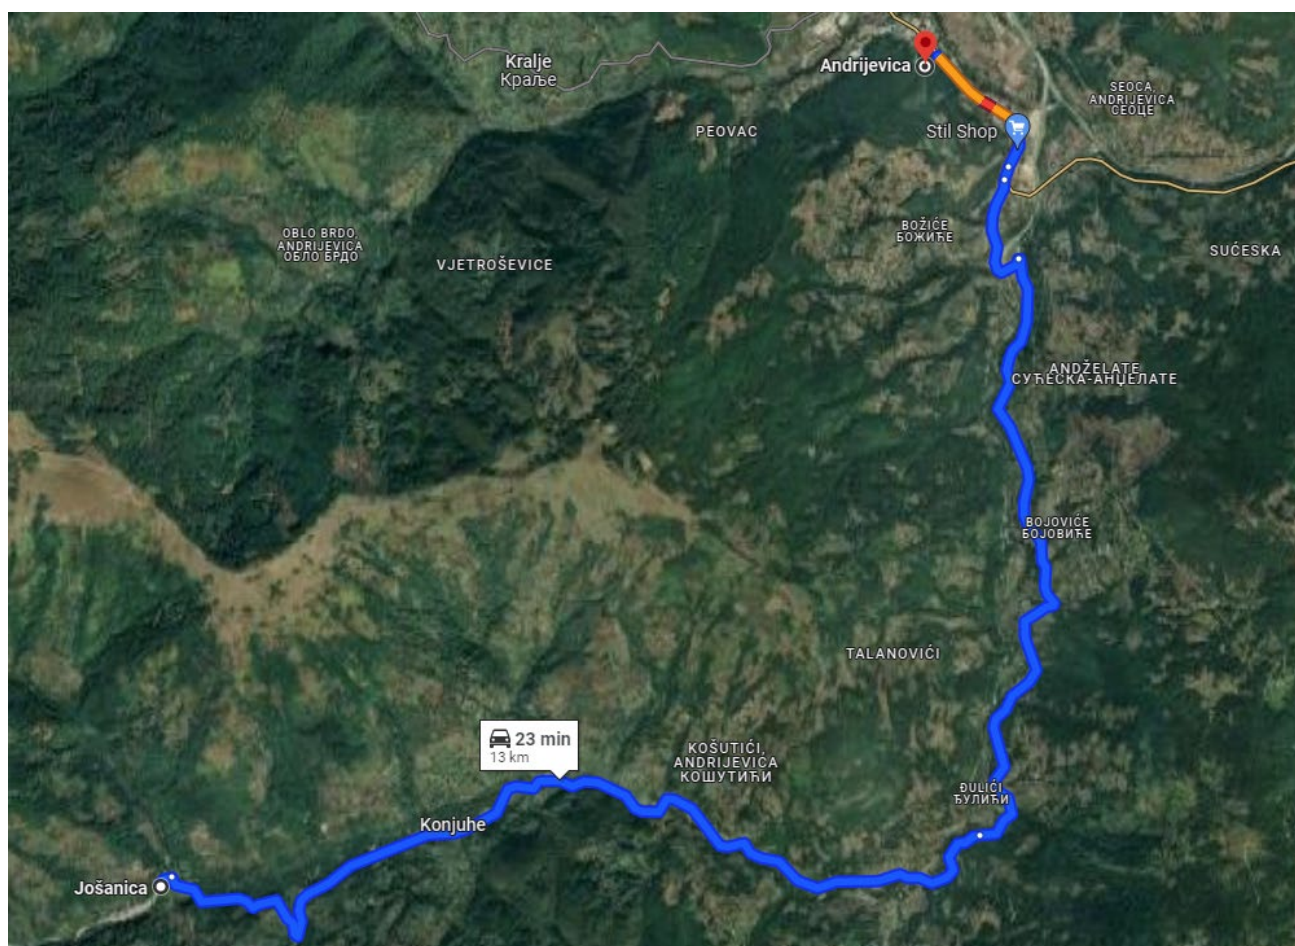 Kralje
Краље
Andrijevica
SEOCA,
ANDRIJEVICA
СЕОЦЕ
PEOVAC
Stil Shop
OBLO BRDO,
ANDRIJEVICA
ОБЛО БРДО
VJETROŠEVICE
BOŽIĆE
БОЖИЋЕ
SUĆESKA
ANDŽELATE
СУЋЕСКА-АНЏЕЛАТЕ
BOJOVIĆE
БОЈОВИЋЕ
TALANOVIĆI
23 min
13 km
KOŠUTIĆI,
ANDRIJEVICA
КОШУТИЋИ
ĐULIĆI
ЂУЛИЋИ
Konjuhe
Jošanica